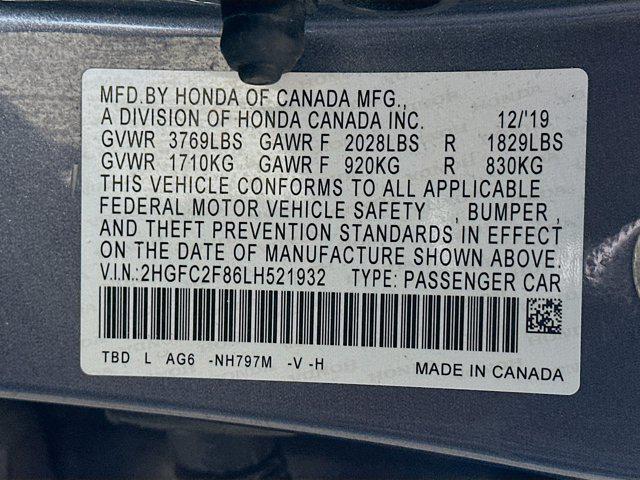 MFD.BY HONDA OF CANADA MFG.,
A DIVISION OF HONDA CANADA INC. 12/'19
GVWR 3769LBS GAWR F 2028LBS R 1829LBS
GVWR 1710KG GAWR F 920KG R 830KG
THIS VEHICLE CONFORMS TO ALL APPLICABLE
FEDERAL MOTOR VEHICLE SAFETY , BUMPER,
AND THEFT PREVENTION STANDARDS IN EFFECT
ON THE DATE OF MANUFACTURE SHOWN ABOVE.
V.I.N.:2HGFC2F86LH521932 TYPE: PASSENGER CAR
TBD L AG6 -NH797M -V -H MADE IN CANADA